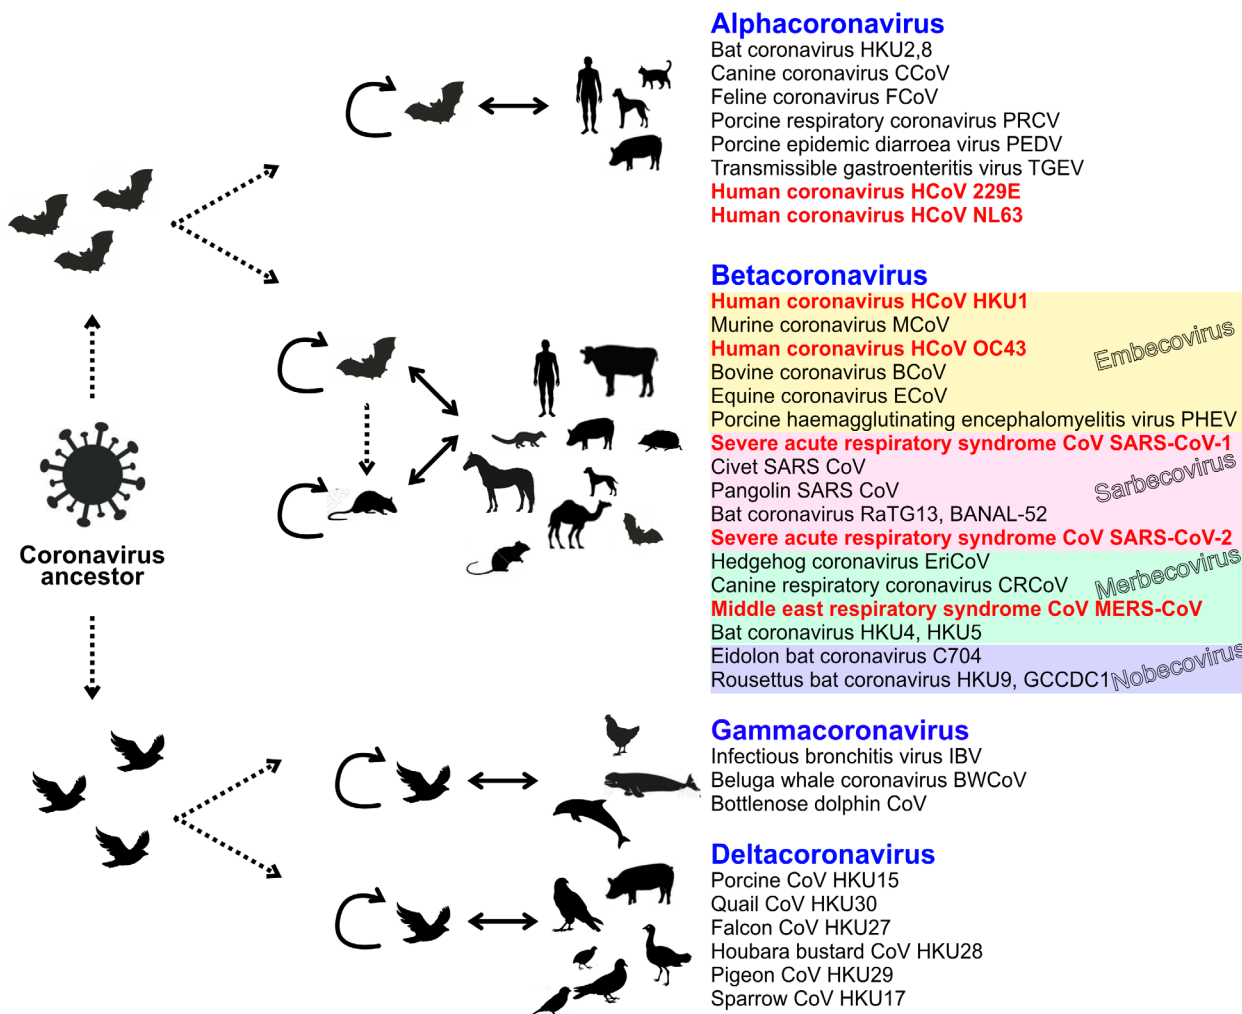 Alphacoronavirus
Bat coronavirus HKU2,8
Canine coronavirus CCoV
Feline coronavirus FCoV
Porcine respiratory coronavirus PRCV
Porcine epidemic diarroea virus PEDV
Transmissible gastroenteritis virus TGEV
Human coronavirus HCoV 229E
Human coronavirus HCoV NL63
Betacoronavirus
Human coronavirus HCoV HKU1
Murine coronavirus MCoV
Human coronavirus HCoV OC43
Bovine coronavirus BCoV
Equine coronavirus ECoV
Porcine haemagglutinating encephalomyelitis virus PHEV
Embecovirus
Severe acute respiratory syndrome CoV SARS-CoV-1
Civet SARS CoV
Pangolin SARS CoV
Bat coronavirus RaTG13, BANAL-52
Severe acute respiratory syndrome CoV SARS-CoV-2
Sarbecovirus
Hedgehog coronavirus EriCoV
Canine respiratory coronavirus CRCoV
Middle east respiratory syndrome CoV MERS-CoV
Bat coronavirus HKU4, HKU5
Merbecovirus
Eidolon bat coronavirus C704
Rousettus bat coronavirus HKU9, GCCDC1
Nobecovirus
Coronavirus
ancestor
Gammacoronavirus
Infectious bronchitis virus IBV
Beluga whale coronavirus BWCoV
Bottlenose dolphin CoV
Deltacoronavirus
Porcine CoV HKU15
Quail CoV HKU30
Falcon CoV HKU27
Houbara bustard CoV HKU28
Pigeon CoV HKU29
Sparrow CoV HKU17